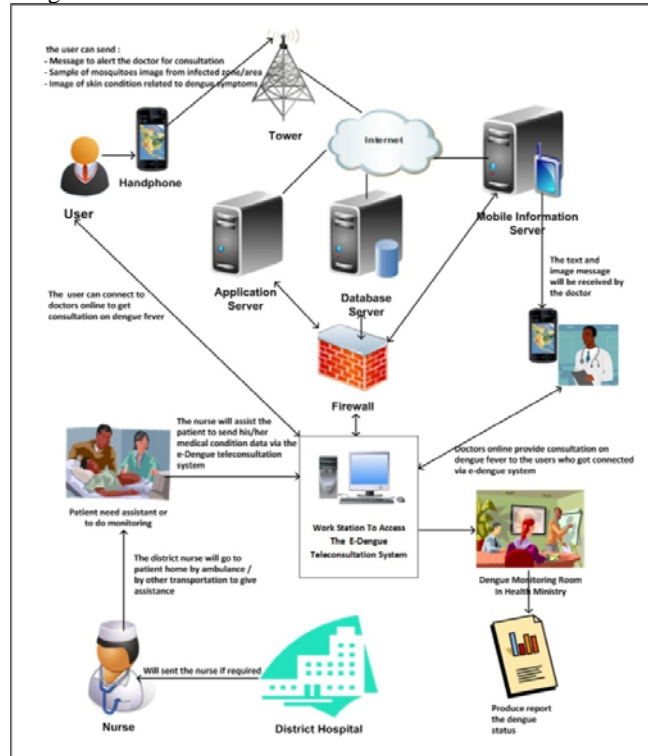 the user can send :
- Message to alert the doctor for consultation
- Sample of mosquitoes image from infected zone/area
- Image of skin condition related to dengue symptoms
Tower
Internet
Handphone
User
Mobile Information
Server
Application
Server
Database
Server
The text and
image message
will be received by
the doctor
The user can connect to
doctors online to get
consultation on dengue fever
Firewall
The nurse will assist the
patient to send his/her
medical condition data via the
e-Dengue teleconsultation
system
Doctors online provide consultation on
dengue fever to the users who got connected
via e-dengue system
Patient need assistant or
to do monitoring
Work Station To Access
The E-Dengue
Teleconsultation System
The district nurse will go to
patient home by ambulance /
by other transportation to give
assistance
Dengue Monitoring Room
In Health Ministry
Will sent the nurse if required
Nurse
District Hospital
Produce report
the dengue
status